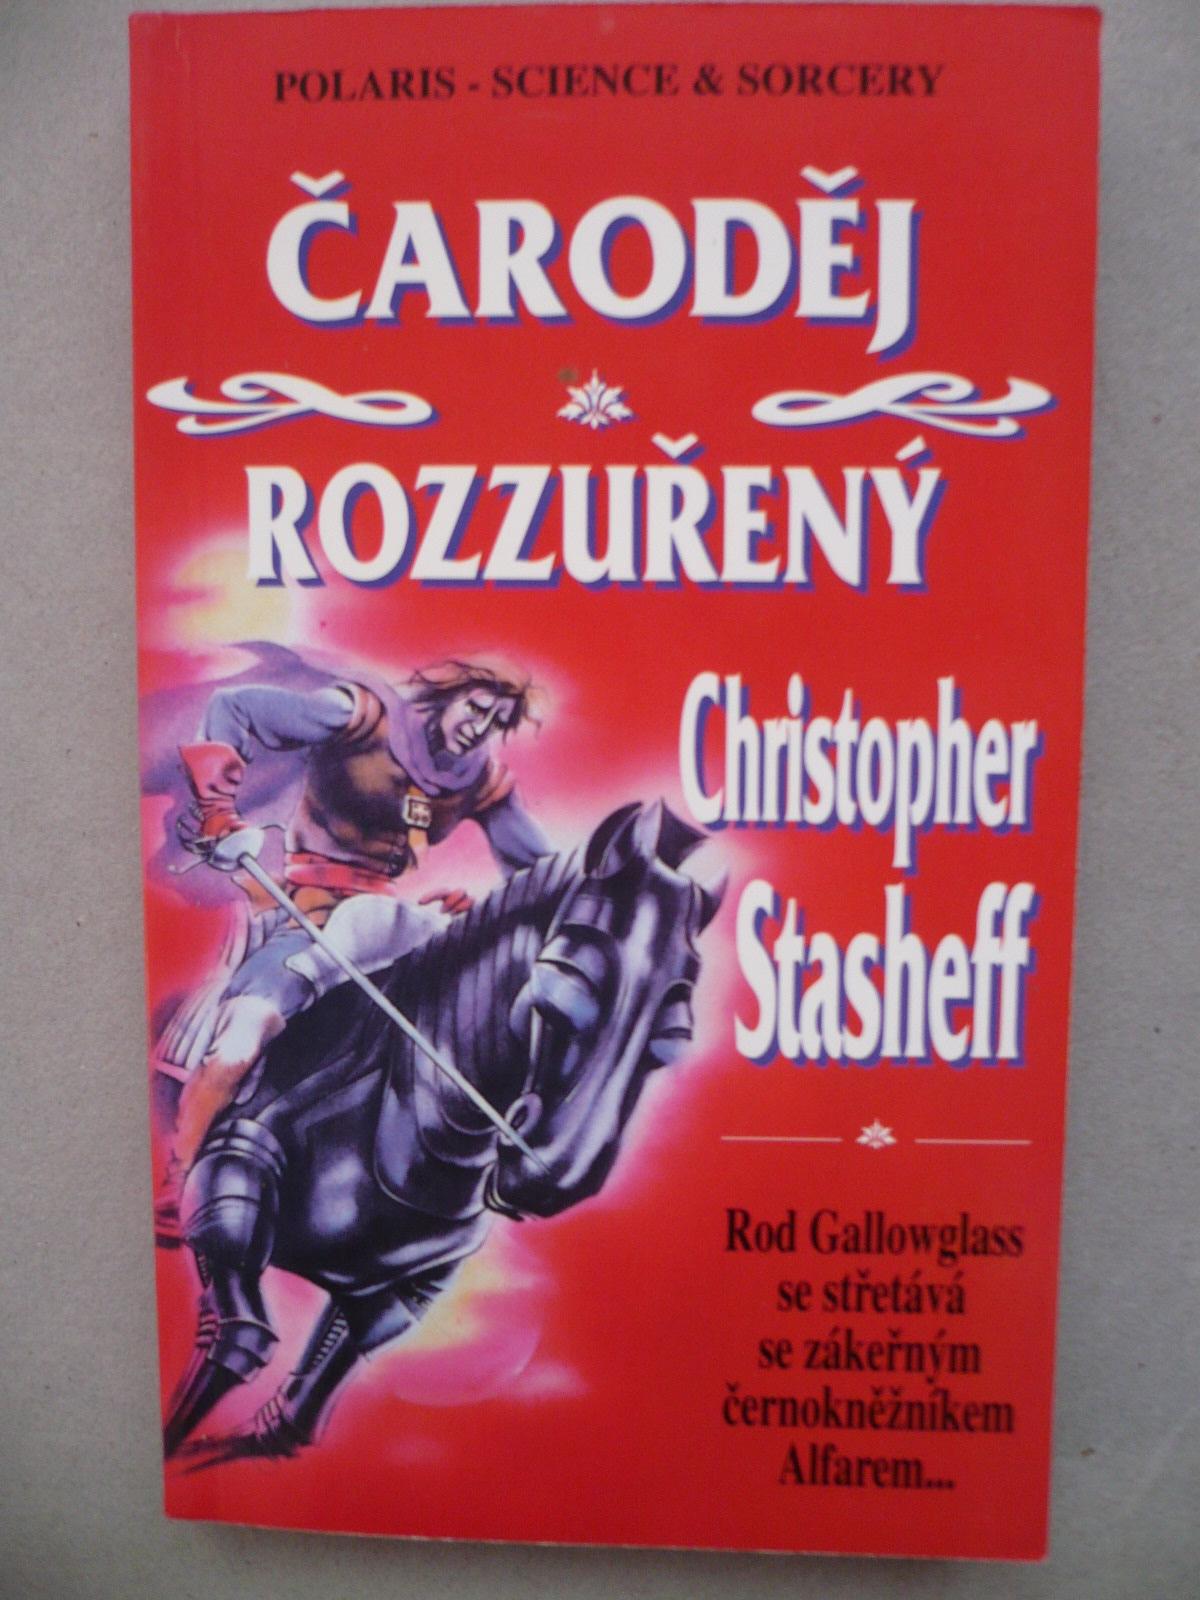 POLARIS - SCIENCE & SORCERY
ČARODĚJ
ROZZUŘENÝ
Christopher
Stasheff
Rod Gallowglass
se střetává
se zákeřným
černokněžníkem
Alfarem...